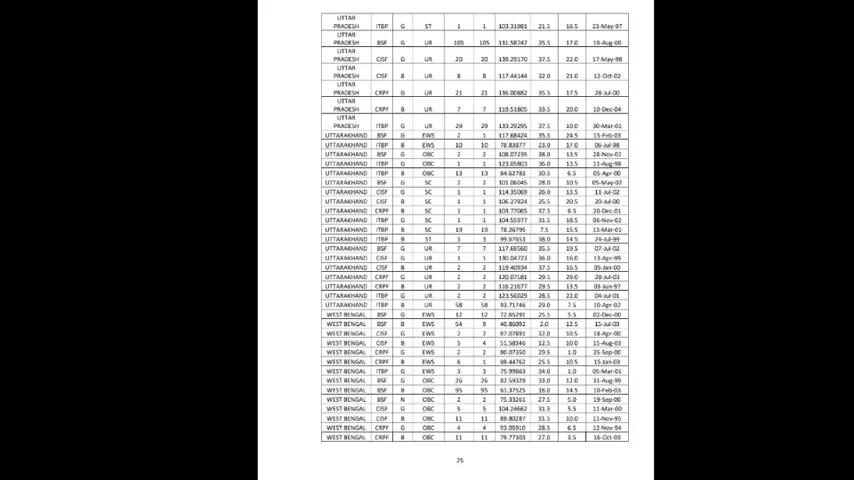 UTTAR PRADESH ITBP G ST 1 1 103.31981 21.5 16.5 23-May-97
UTTAR PRADESH BSF G UR 105 105 131.58747 35.5 17.0 19-Aug-00
UTTAR PRADESH CISF G UR 20 20 139.29170 37.5 22.0 17-May-98
UTTAR PRADESH CISF B UR 8 8 117.44144 32.0 21.0 12-Oct-02
UTTAR PRADESH CRPF G UR 21 21 136.00882 35.5 17.5 28-Jul-00
UTTAR PRADESH CRPF B UR 7 7 119.51805 33.5 20.0 10-Dec-04
UTTAR PRADESH ITBP G UR 29 29 133.29295 37.5 10.0 30-Mar-01
UTTARAKHAND BSF G EWS 2 1 117.68424 35.5 24.5 15-Feb-03
UTTARAKHAND ITBP B EWS 10 10 78.83877 23.0 17.0 06-Jul-98
UTTARAKHAND BSF G OBC 2 2 108.07235 38.0 13.5 28-Nov-02
UTTARAKHAND ITBP G OBC 1 1 123.05803 36.0 13.5 11-Aug-98
UTTARAKHAND ITBP B OBC 13 13 84.62781 30.5 6.5 05-Apr-00
UTTARAKHAND BSF G SC 2 2 101.06045 28.0 10.5 05-May-02
UTTARAKHAND CISF G SC 1 1 114.35069 26.0 13.5 11-Jul-02
UTTARAKHAND CISF B SC 1 1 106.27924 25.5 20.5 20-Jul-00
UTTARAKHAND CRPF B SC 1 1 103.77065 37.5 6.5 20-Dec-01
UTTARAKHAND ITBP G SC 1 1 104.55977 31.5 18.5 06-Nov-02
UTTARAKHAND ITBP B SC 19 19 78.26795 7.5 15.5 13-Mar-01
UTTARAKHAND ITBP B ST 3 3 99.67653 38.0 14.5 24-Jul-99
UTTARAKHAND BSF G UR 7 7 117.69560 35.5 19.5 07-Jul-02
UTTARAKHAND CISF G UR 1 1 130.04723 36.0 16.0 13-Apr-99
UTTARAKHAND CISF B UR 2 2 119.40934 37.5 16.5 05-Jan-00
UTTARAKHAND CRPF G UR 2 2 120.07581 29.5 29.0 28-Jul-03
UTTARAKHAND CRPF B UR 2 2 116.21677 29.5 13.5 03-Jun-97
UTTARAKHAND ITBP G UR 2 2 123.56029 28.5 22.0 04-Jul-01
UTTARAKHAND ITBP B UR 58 58 93.71746 29.0 7.5 10-Apr-02
WEST BENGAL BSF G EWS 12 12 72.65291 25.5 5.5 02-Dec-00
WEST BENGAL BSF B EWS 54 9 40.86092 2.0 12.5 15-Jul-03
WEST BENGAL CISF G EWS 2 2 97.07891 32.0 10.5 18-Apr-00
WEST BENGAL CISF B EWS 5 4 51.58346 12.5 10.0 15-Aug-03
WEST BENGAL CRPF G EWS 2 2 80.07350 29.5 1.0 25-Sep-00
WEST BENGAL CRPF B EWS 6 1 69.44762 25.5 10.5 15-Jan-03
WEST BENGAL ITBP G EWS 3 3 75.99863 34.0 1.0 05-Mar-01
WEST BENGAL BSF G OBC 26 26 82.59329 33.0 12.0 31-Aug-99
WEST BENGAL BSF B OBC 95 95 61.37525 18.0 14.5 10-Feb-03
WEST BENGAL BSF N OBC 2 2 75.33261 27.5 5.0 19-Sep-00
WEST BENGAL CISF G OBC 5 5 104.24662 31.5 5.5 11-Mar-00
WEST BENGAL CISF B OBC 11 11 89.80287 31.5 10.0 11-Nov-95
WEST BENGAL CRPF G OBC 4 4 93.05910 28.5 6.5 12-Nov-94
WEST BENGAL CRPF B OBC 11 11 79.77303 27.0 3.5 16-Oct-03
25